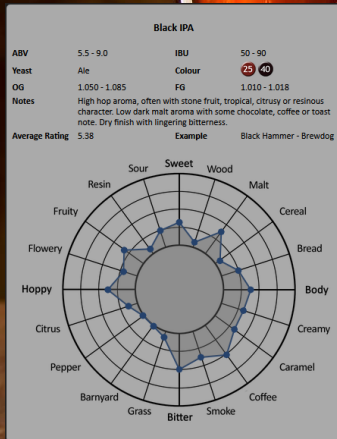 Black IPA
ABV 5.5 - 9.0 IBU 50 - 90
Yeast Ale Colour 25 40
OG 1.050 - 1.085 FG 1.010 - 1.018
Notes High hop aroma, often with stone fruit, tropical, citrusy or resinous
character. Low dark malt aroma with some chocolate, coffee or toast
note. Dry finish with lingering bitterness.
Average Rating 5.38 Example Black Hammer - Brewdog
Sweet
Sour Wood
Resin Malt
Fruity Cereal
Flowery Bread
Hoppy Body
Citrus Creamy
Pepper Caramel
Barnyard Coffee
Grass Smoke
Bitter